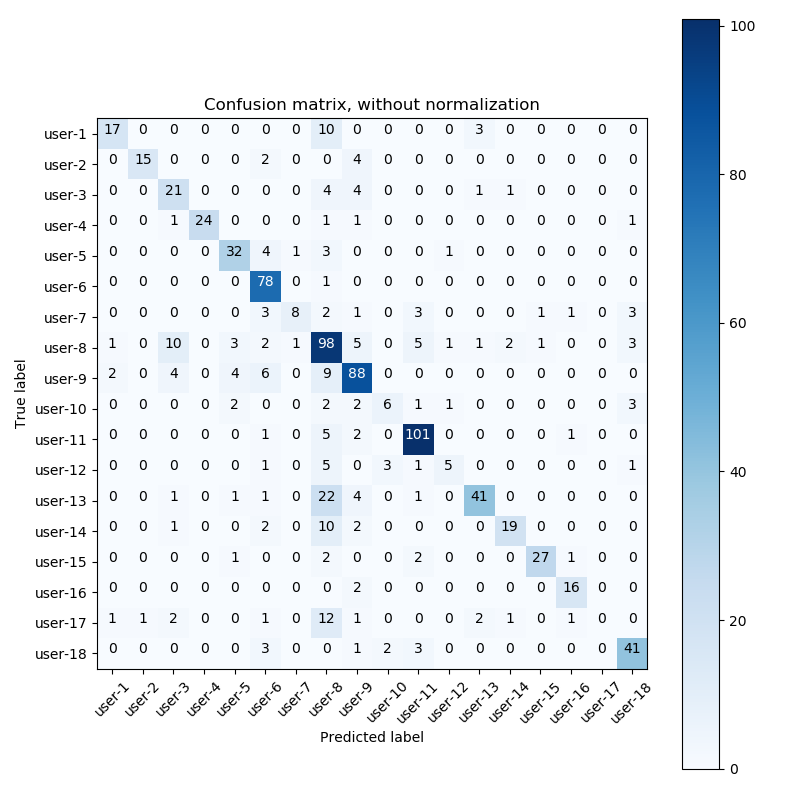 Confusion matrix, without normalization
user-1 17 0 0 0 0 0 0 10 0 0 0 0 3 0 0 0 0 0
user-2 0 15 0 0 0 2 0 0 4 0 0 0 0 0 0 0 0 0
user-3 0 0 21 0 0 0 0 4 4 0 0 0 1 1 0 0 0 0
user-4 0 0 1 24 0 0 0 1 1 0 0 0 0 0 0 0 0 1
user-5 0 0 0 0 32 4 1 3 0 0 0 1 0 0 0 0 0 0
user-6 0 0 0 0 0 78 0 1 0 0 0 0 0 0 0 0 0 0
user-7 0 0 0 0 0 3 8 2 1 0 3 0 0 0 1 1 0 3
user-8 1 0 10 0 3 2 1 98 5 0 5 1 1 2 1 0 0 3
user-9 2 0 4 0 4 6 0 9 88 0 0 0 0 0 0 0 0 0
user-10 0 0 0 0 2 0 0 2 2 6 1 1 0 0 0 0 0 3
user-11 0 0 0 0 0 1 0 5 2 0 101 0 0 0 0 1 0 0
user-12 0 0 0 0 0 1 0 5 0 3 1 5 0 0 0 0 0 1
user-13 0 0 1 0 1 1 0 22 4 0 1 0 41 0 0 0 0 0
user-14 0 0 1 0 0 2 0 10 2 0 0 0 0 19 0 0 0 0
user-15 0 0 0 0 1 0 0 2 0 0 2 0 0 0 27 1 0 0
user-16 0 0 0 0 0 0 0 0 2 0 0 0 0 0 0 16 0 0
user-17 1 1 2 0 0 1 0 12 1 0 0 0 2 1 0 1 0 0
user-18 0 0 0 0 0 3 0 0 1 2 3 0 0 0 0 0 0 41
True label
user-1 user-2 user-3 user-4 user-5 user-6 user-7 user-8 user-9 user-10 user-11 user-12 user-13 user-14 user-15 user-16 user-17 user-18
Predicted label
100
80
60
40
20
0